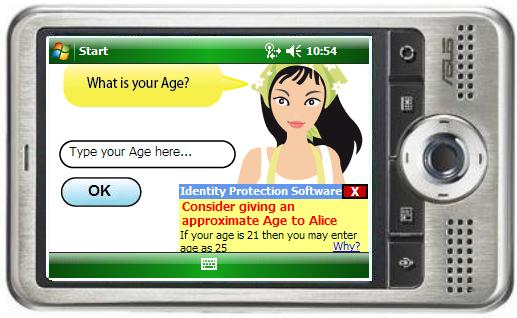 Start 10:54
ASUS
What is your Age?
Type your Age here...
OK
Identity Protection Software X
Consider giving an
approximate Age to Alice
If your age is 21 then you may enter
age as 25 Why?